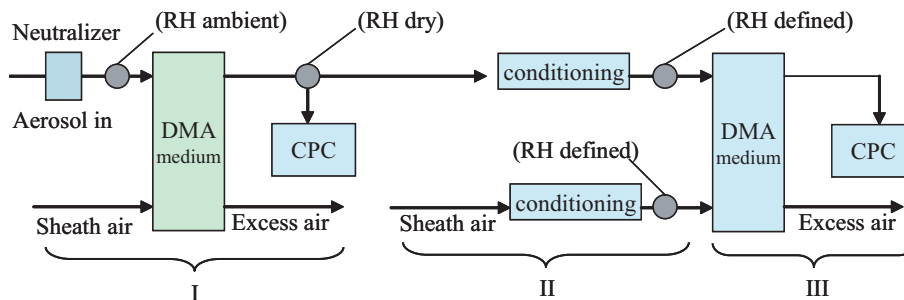 Neutralizer
(RH ambient)
(RH dry)
(RH defined)
conditioning
Aerosol in
DMA
medium
CPC
DMA
medium
CPC
(RH defined)
conditioning
Sheath air
Excess air
Sheath air
Excess air
I
II
III